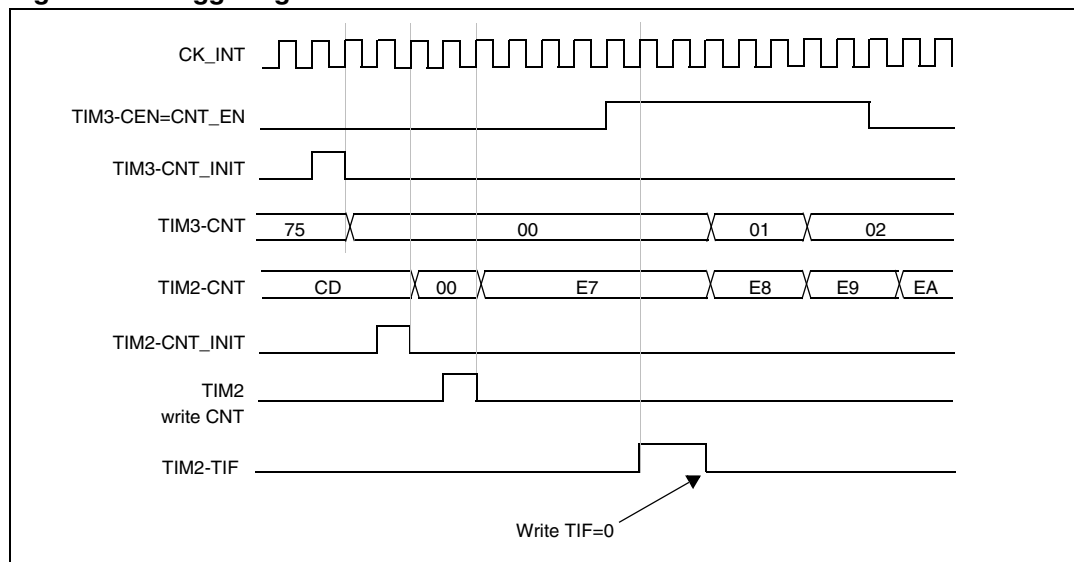 CK_INT
TIM3-CEN=CNT_EN
TIM3-CNT_INIT
TIM3-CNT 75 00 01 02
TIM2-CNT CD 00 E7 E8 E9 EA
TIM2-CNT_INIT
TIM2
write CNT
TIM2-TIF
Write TIF=0